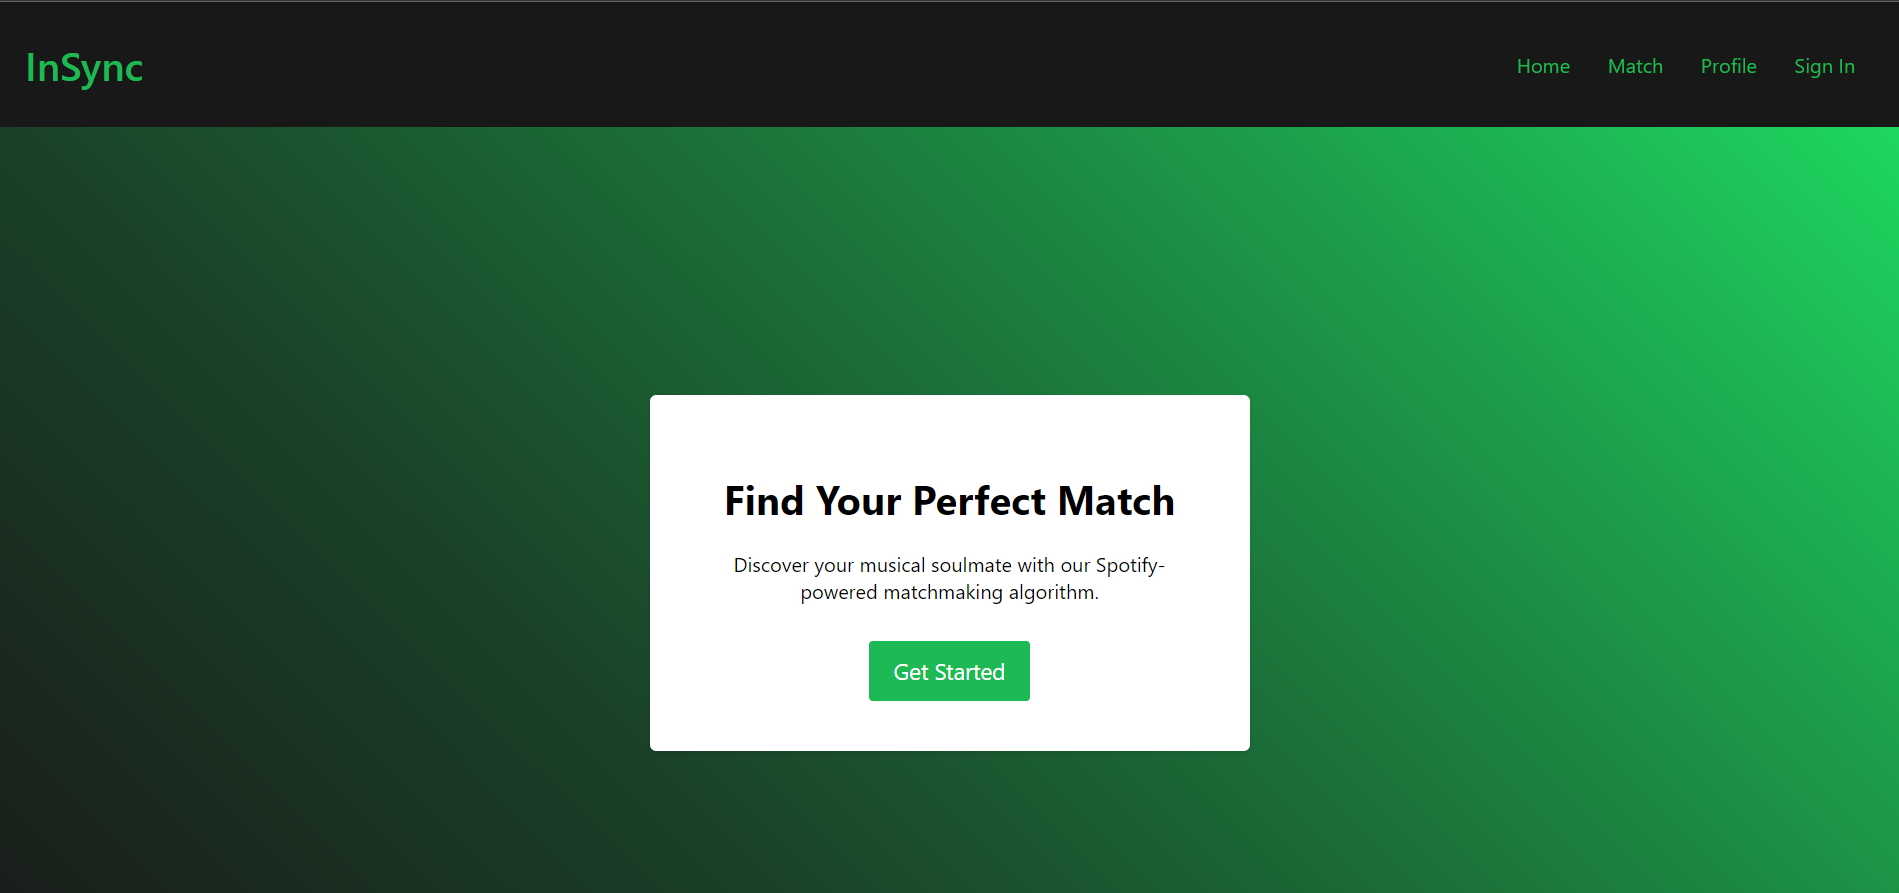 InSync
Home Match Profile Sign In
Find Your Perfect Match
Discover your musical soulmate with our Spotify-
powered matchmaking algorithm.
Get Started